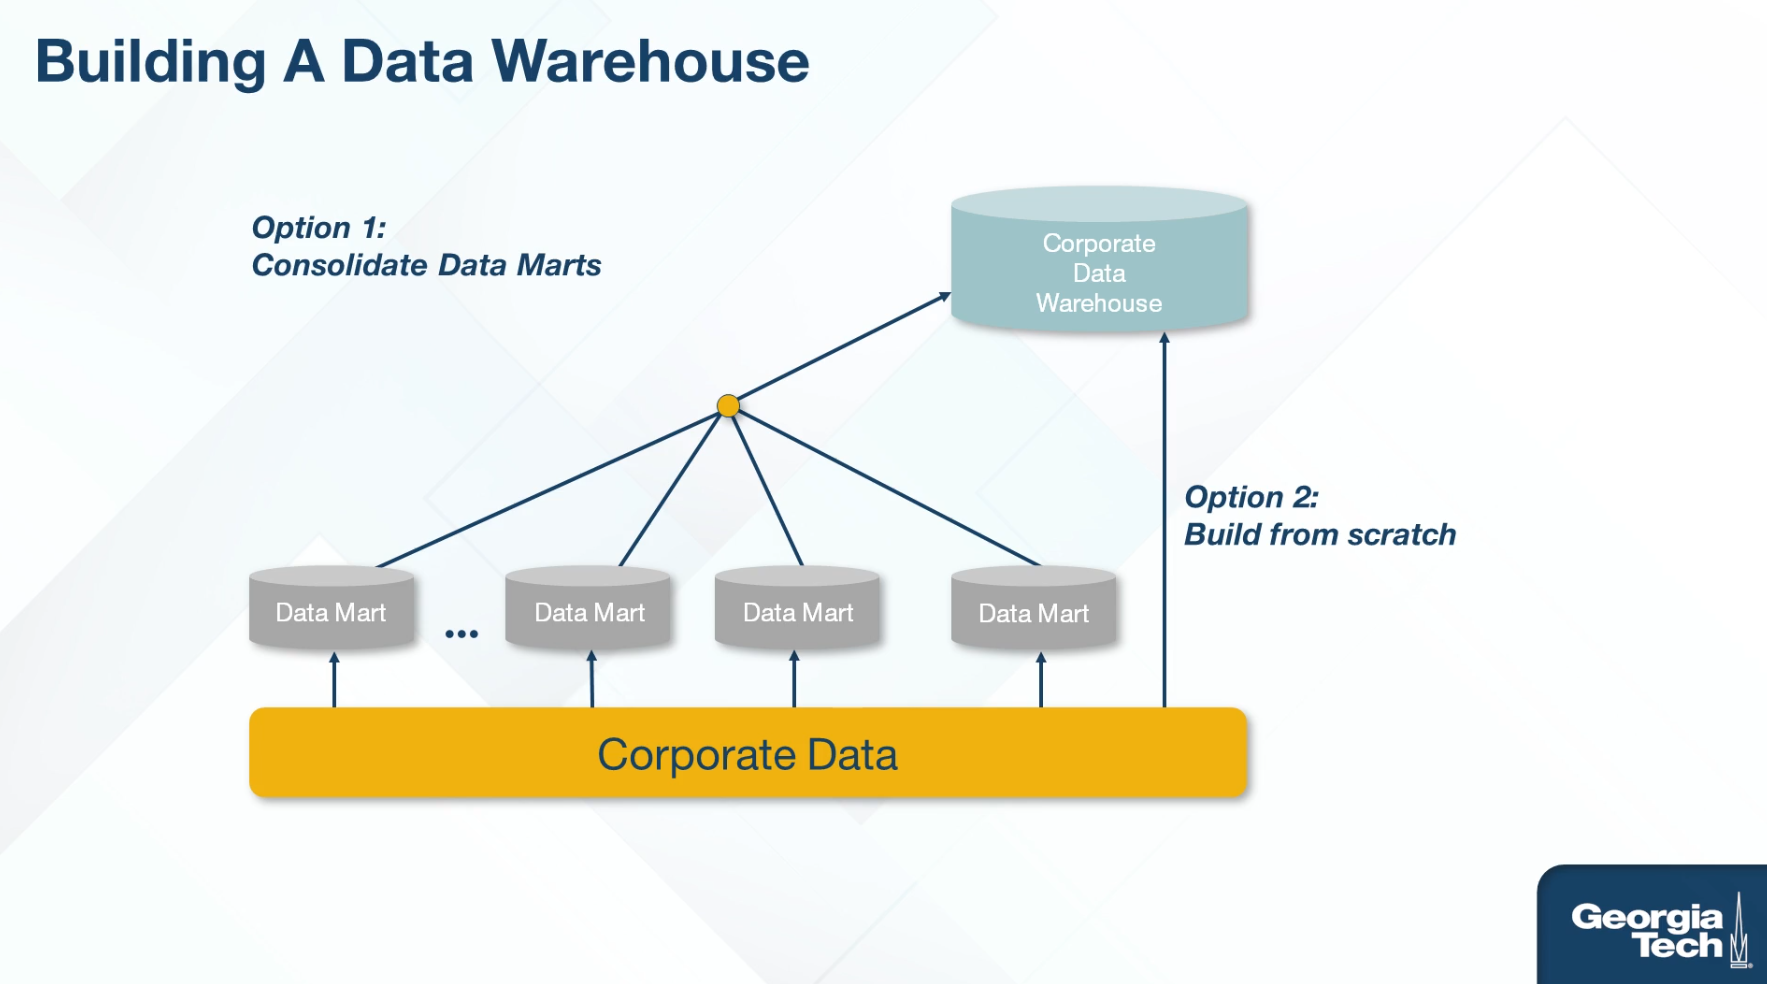 Building A Data Warehouse
Option 1:
Consolidate Data Marts
Corporate
Data
Warehouse
Option 2:
Build from scratch
Data Mart
...
Data Mart
Data Mart
Data Mart
Corporate Data
Georgia
Tech
®